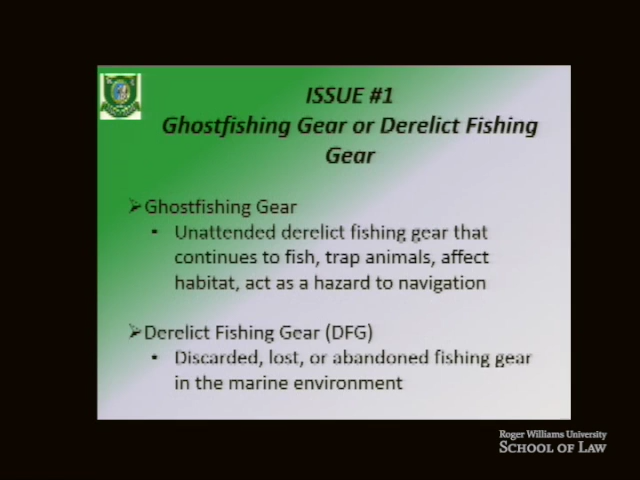 ISSUE #1
Ghostfishing Gear or Derelict Fishing
Gear
➢Ghostfishing Gear
▪ Unattended derelict fishing gear that
continues to fish, trap animals, affect
habitat, act as a hazard to navigation
➢Derelict Fishing Gear (DFG)
▪ Discarded, lost, or abandoned fishing gear
in the marine environment
Roger Williams University
SCHOOL OF LAW